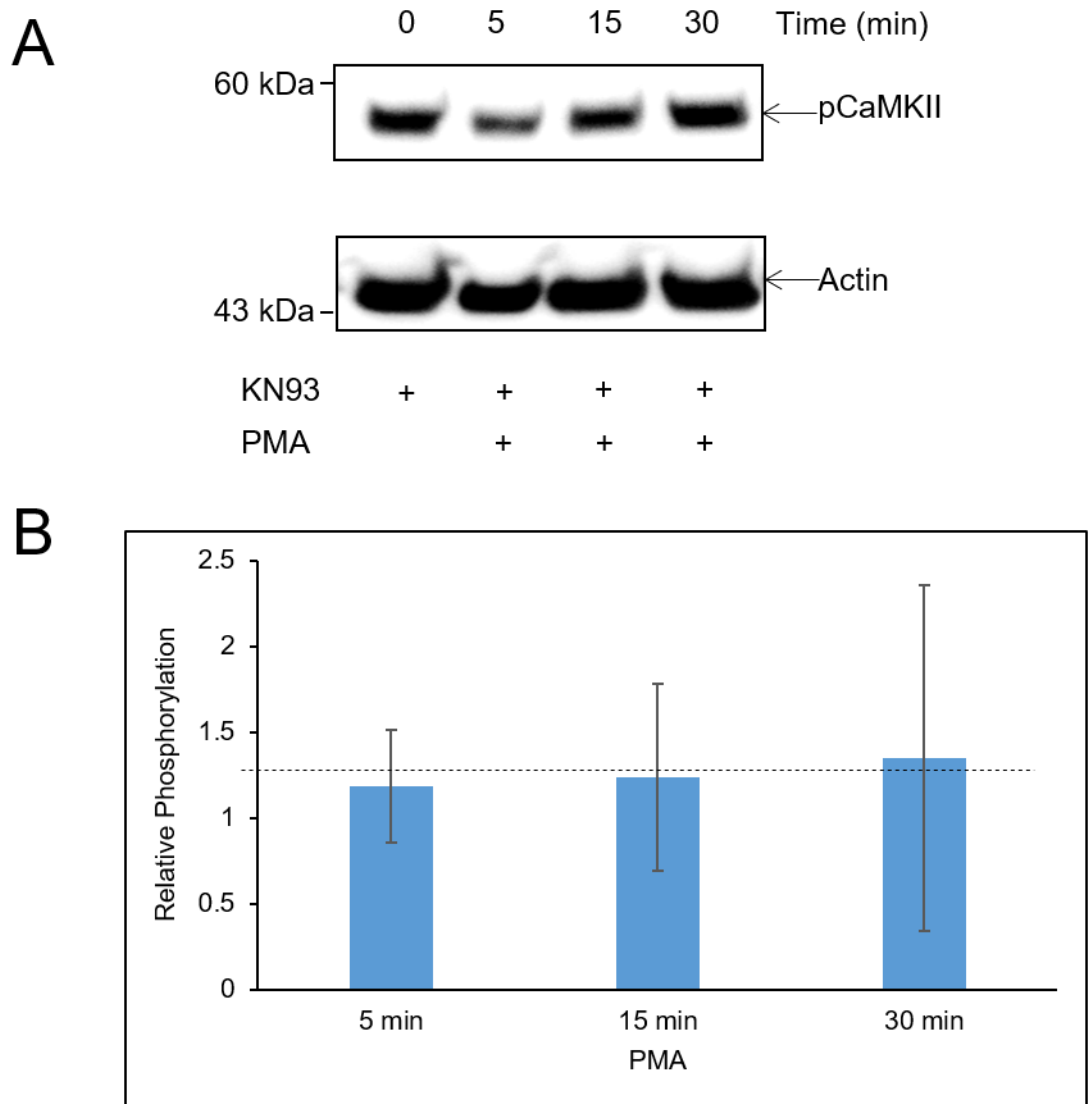 A
0 5 15 30 Time (min)
60 kDa
pCaMKII
Actin
43 kDa
KN93 + + + +
PMA + + +
B
2.5
2
1.5
1
0.5
0
Relative Phosphorylation
5 min 15 min 30 min
PMA